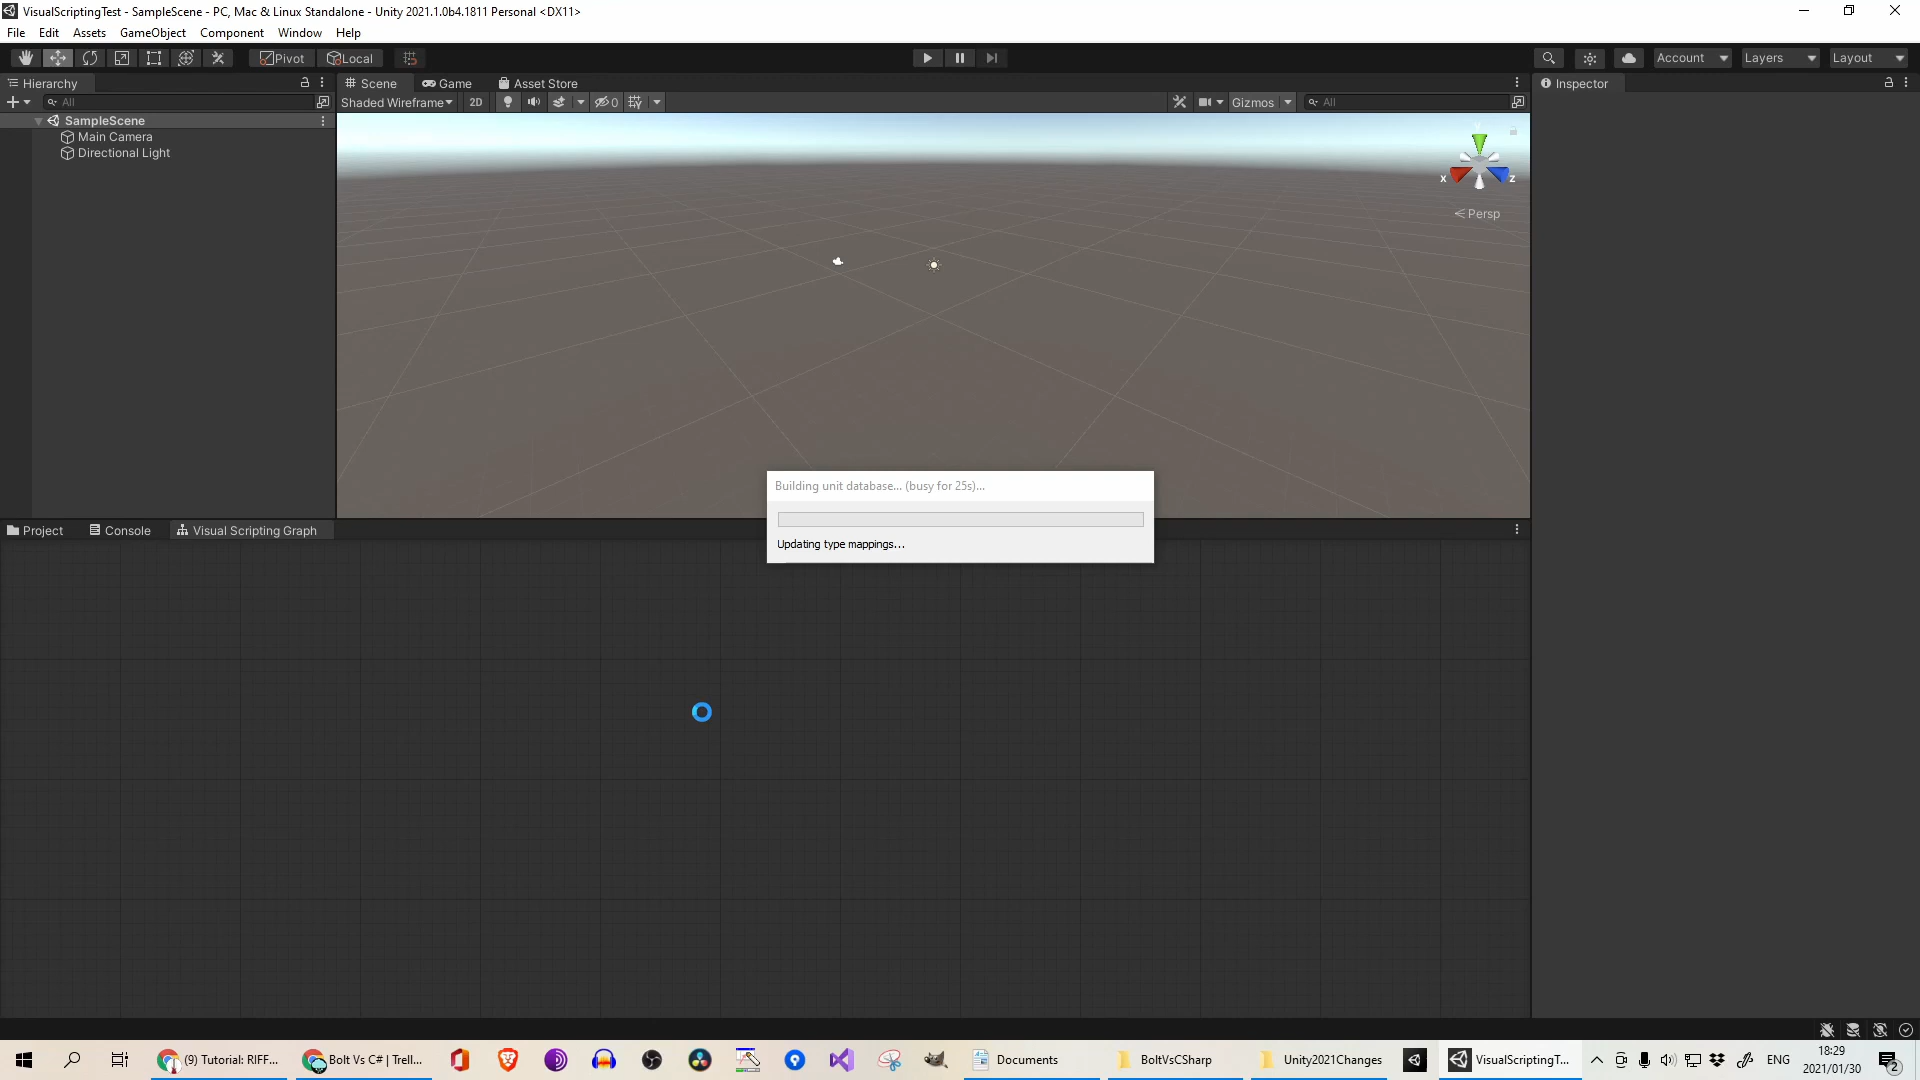 VisualScriptingTest - SampleScene - PC, Mac & Linux Standalone - Unity 2021.1.0b4.1811 Personal <DX11>
File Edit Assets GameObject Component Window Help
Pivot Local Account Layers Layout
Hierarchy Scene Game Asset Store Inspector
All Shaded Wireframe 2D 0 Gizmos All
SampleScene
Main Camera
Directional Light
x z
Persp
Building unit database... (busy for 25s)...
Updating type mappings...
Project Console Visual Scripting Graph
(9) Tutorial: RIFF... Bolt Vs C# | Trell... Documents BoltVsCSharp Unity2021Changes VisualScriptingT... ENG 18:29
2021/01/30 2